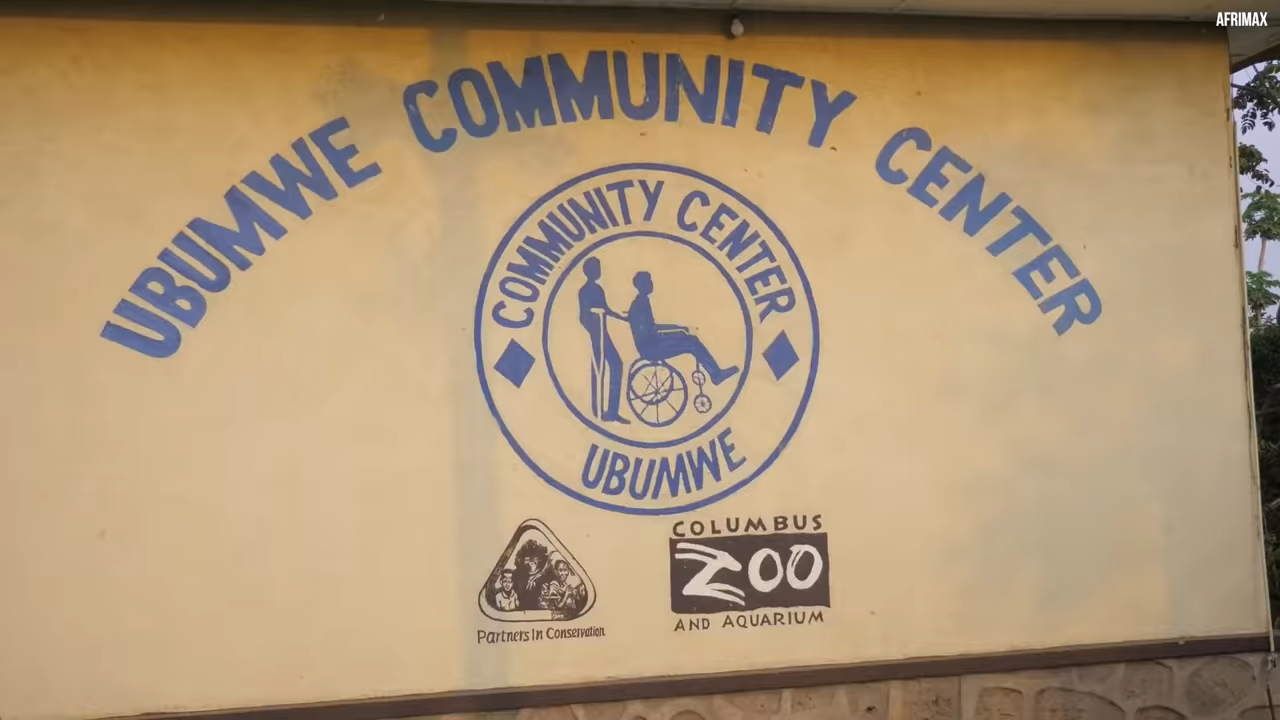 AFRIMAX
UBUMWE COMMUNITY CENTER
COMMUNITY CENTER
UBUMWE
COLUMBUS
ZOO
AND AQUARIUM
Partners In Conservation